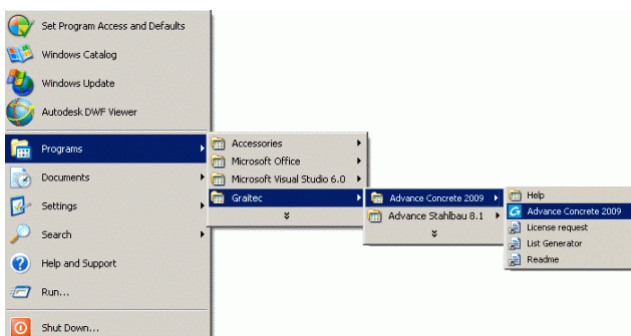 Set Program Access and Defaults
Windows Catalog
Windows Update
Autodesk DWF Viewer
Programs
Documents
Settings
Search
Help and Support
Run...
Shut Down...
Accessories
Microsoft Office
Microsoft Visual Studio 6.0
Graitec
Advance Concrete 2009
Advance Stahlbau 8.1
Help
Advance Concrete 2009
License request
List Generator
Readme